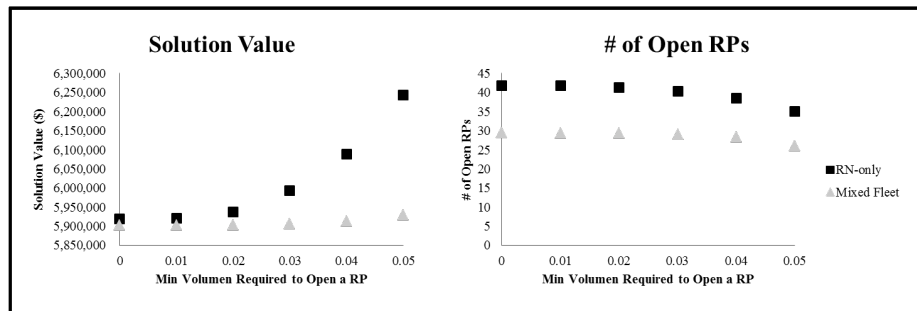 Solution Value
6,300,000
6,250,000
6,200,000
6,150,000
6,100,000
6,050,000
6,000,000
5,950,000
5,900,000
5,850,000
Solution Value ($)
0 0.01 0.02 0.03 0.04 0.05
Min Volumen Required to Open a RP
# of Open RPs
45
40
35
30
25
20
15
10
5
0
# of Open RPs
0 0.01 0.02 0.03 0.04 0.05
Min Volumen Required to Open a RP
RN-only
Mixed Fleet